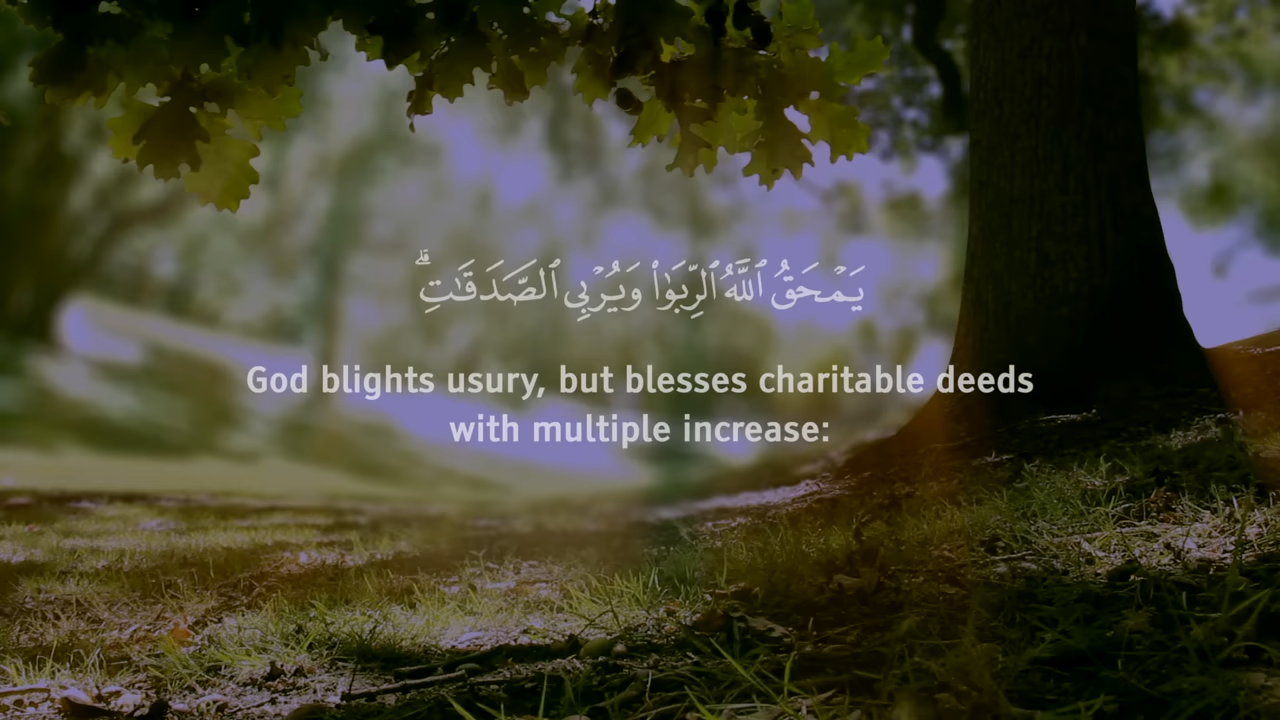 يَمۡحَقُ ٱللَّهُ ٱلرِّبَوٰا۟ وَيُرۡبِى ٱلصَّدَقَـٰتِۗ
God blights usury, but blesses charitable deeds
with multiple increase: